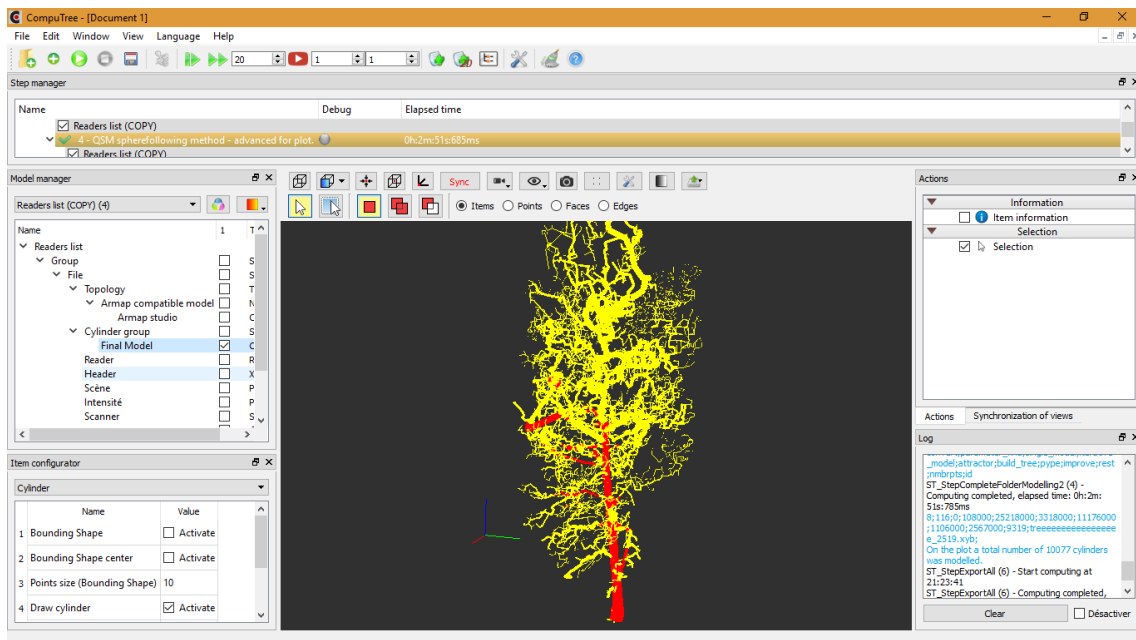 CompuTree - [Document 1]
File Edit Window View Language Help
20 1 1
Step manager
Name Debug Elapsed time
Readers list (COPY)
4 - QSM spherefollowing method - advanced for plot. 0h:2m:51s:685ms
Readers list (COPY)
Model manager
Readers list (COPY) (4)
Name 1
Readers list
Group S
File S
Topology T
Armap compatible model N
Armap studio C
Cylinder group S
Final Model C
Reader R
Header X
Scène P
Intensité P
Scanner S
Item configurator
Cylinder
Name Value
1 Bounding Shape Activate
2 Bounding Shape center Activate
3 Points size (Bounding Shape) 10
4 Draw cylinder Activate
Sync
Items Points Faces Edges
Actions
Information
Item information
Selection
Selection
Actions Synchronization of views
Log
_model;attractor;build_tree;pype;improve;rest
;nmbrpts;id
ST_StepCompleteFolderModelling2 (4) -
Computing completed, elapsed time: 0h:2m:
51s:785ms
8;116;0;108000;25218000;3318000;11176000
;1106000;2567000;9319;treeeeeeeeeeeeeeee
e_2519.xyb;
On the plot a total number of 10077 cylinders
was modelled.
ST_StepExportAll (6) - Start computing at
21:23:41
ST_StepExportAll (6) - Computing completed,
Clear Désactiver